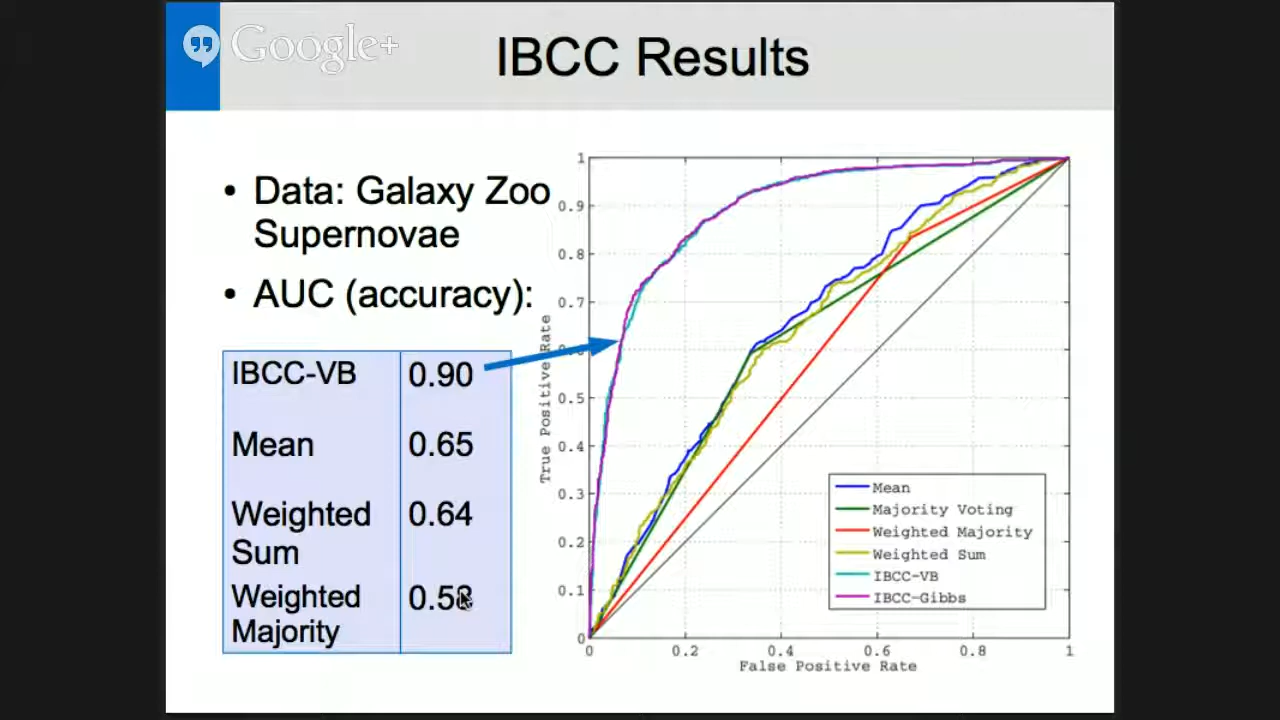 Google+
IBCC Results
• Data: Galaxy Zoo
Supernovae
• AUC (accuracy):
IBCC-VB 0.90
Mean 0.65
Weighted 0.64
Sum
Weighted
Majority
True Positive Rate
1
0.9
0.8
0.7
0.5
0.4
0.3
0.2
0.1
0
0 0.2 0.4 0.6 0.8 1
False Positive Rate
Mean
Majority Voting
Weighted Majority
Weighted Sum
IBCC-VB
IBCC-Gibbs